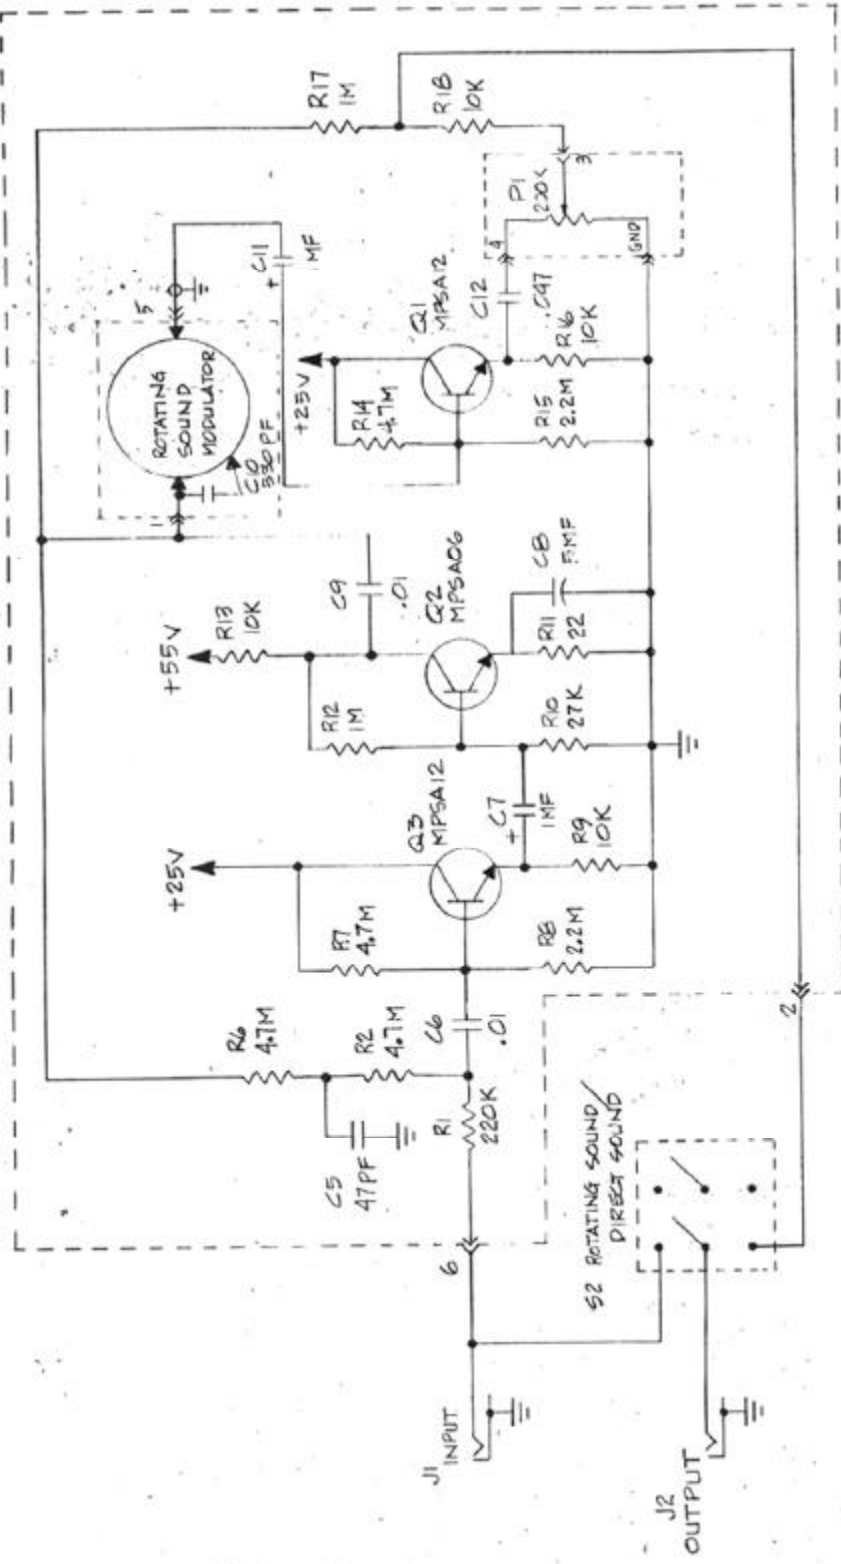 J1
INPUT
J2
OUTPUT
6
S2 ROTATING SOUND/
DIRECT SOUND
2
R1
220K
C5
47PF
R6
4.7M
R2
4.7M
C6
.01
+25V
R7
4.7M
R8
2.2M
Q3
MPSA12
+ C7
1MF
R9
10K
+55V
R13
10K
R12
1M
R10
27K
C9
.01
Q2
MPSA06
R11
22
C8
5MF
1
ROTATING
SOUND
MODULATOR
C10
330PF
5
+ C11
MF
+25V
R14
4.7M
R15
2.2M
Q1
MPSA12
C12
.047
R16
10K
4
P1
GND
3
R17
1M
R18
10K